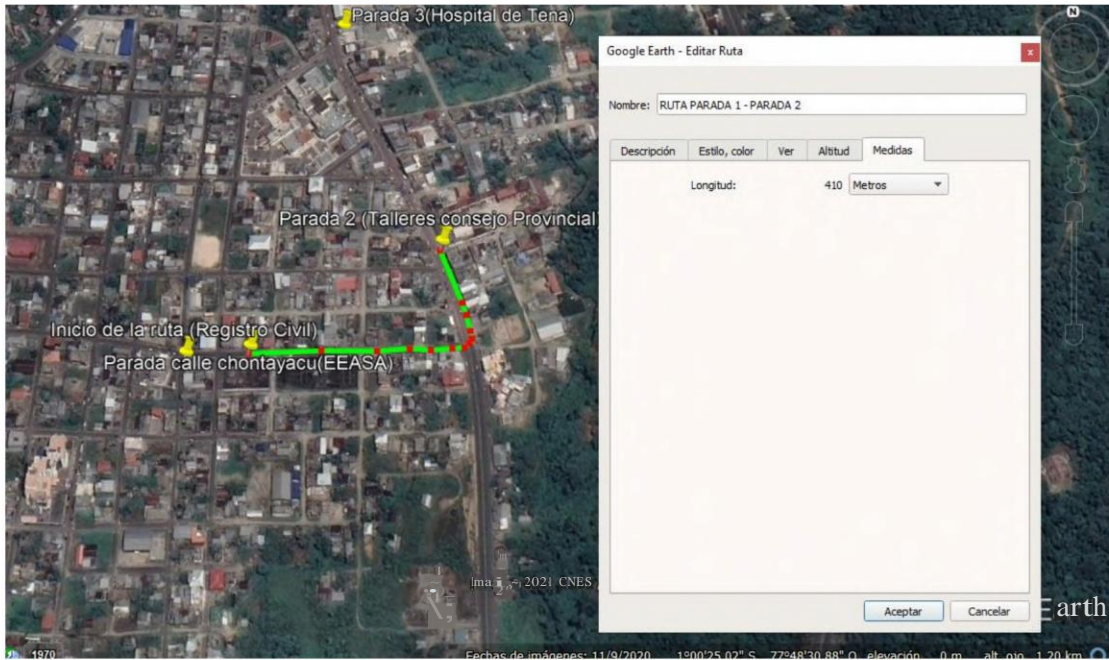 Parada 3(Hospital de Tena)
Google Earth - Editar Ruta
x
N
Nombre: RUTA PARADA 1 - PARADA 2
Descripción Estilo, color Ver Altitud Medidas
Longitud: 410 Metros
Parada 2 (Talleres consejo Provincial)
Inicio de la ruta (Registro Civil)
Parada calle chontayacu(EEASA)
2021 CNES
Aceptar Cancelar
Earth
1970 Fechas de imágenes: 11/9/2020 1°00'25.02" S 77°48'30.88" O elevación 0 m alt. ojo 1.20 km